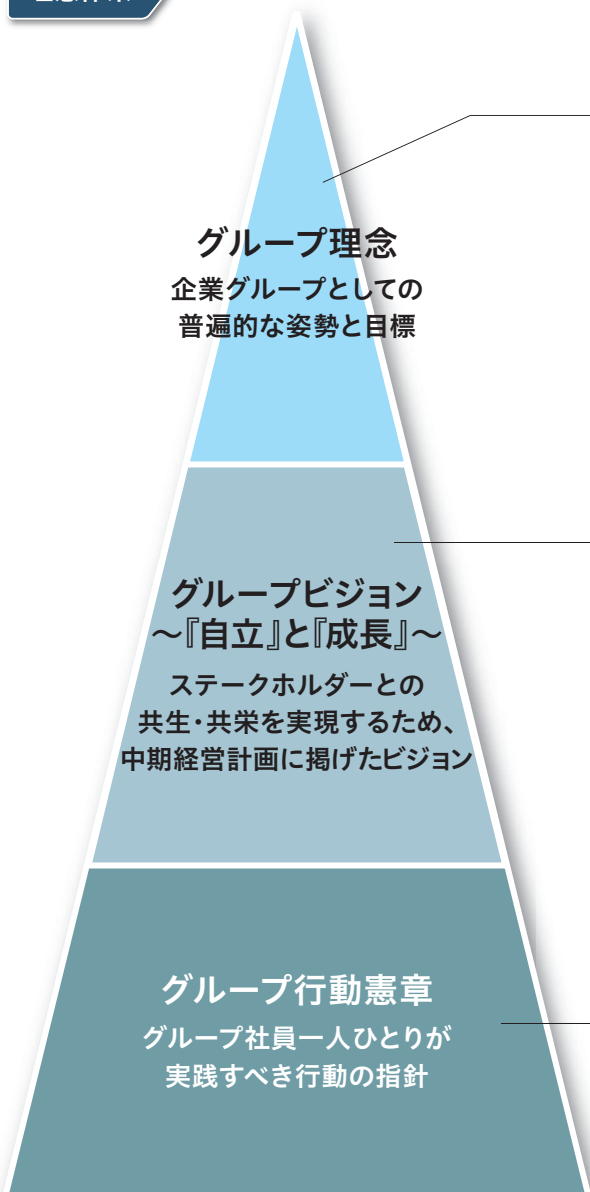 グループ理念
企業グループとしての
普遍的な姿勢と目標
グループビジョン
〜『自立』と『成長』〜
ステークホルダーとの
共生・共栄を実現するため、
中期経営計画に掲げたビジョン
グループ行動憲章
グループ社員一人ひとりが
実践すべき行動の指針